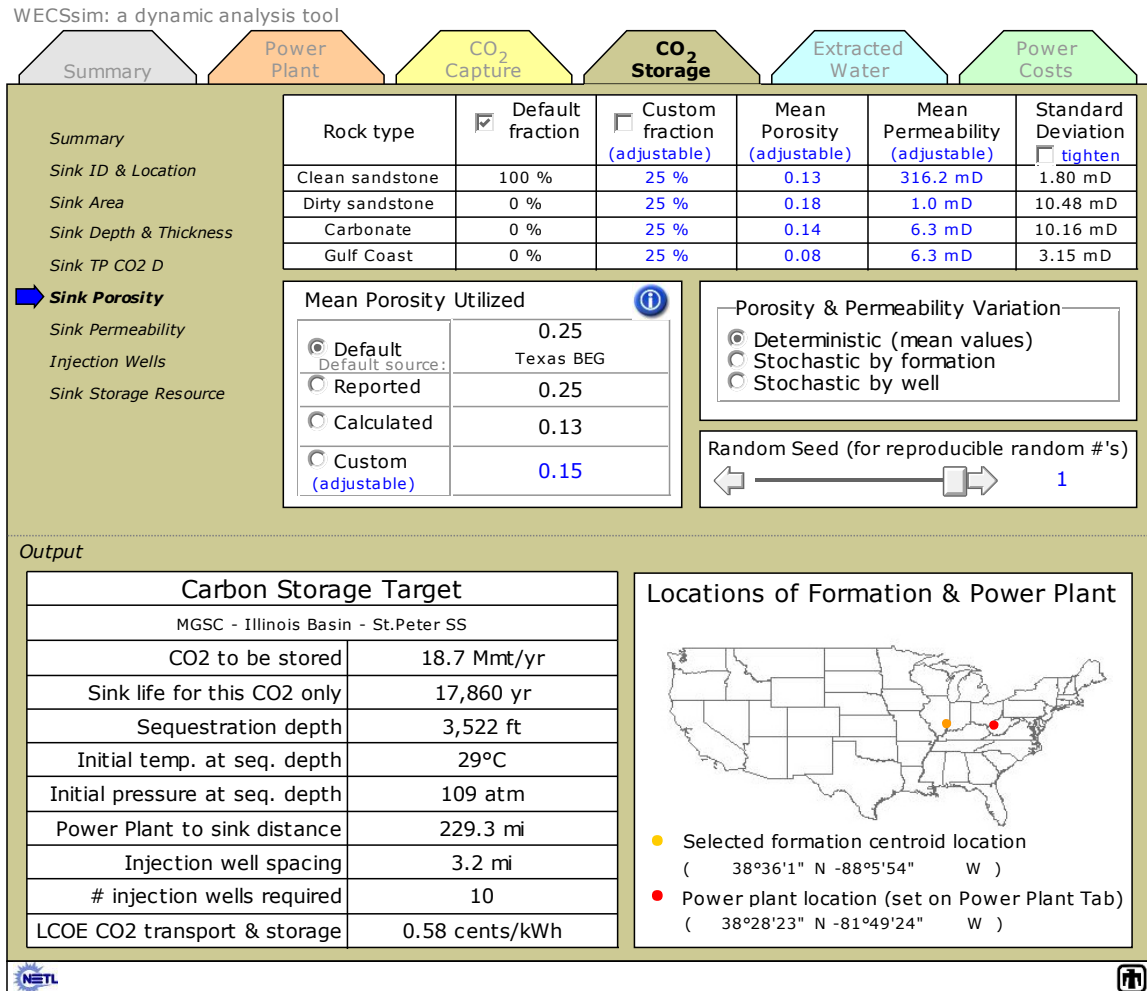 WECSsim: a dynamic analysis tool
Summary
Power Plant
CO2 Capture
CO2 Storage
Extracted Water
Power Costs
Summary
Sink ID & Location
Sink Area
Sink Depth & Thickness
Sink TP CO2 D
Sink Porosity
Sink Permeability
Injection Wells
Sink Storage Resource
Rock type
Default fraction
Custom fraction (adjustable)
Mean Porosity (adjustable)
Mean Permeability (adjustable)
Standard Deviation tighten
Clean sandstone 100 % 25 % 0.13 316.2 mD 1.80 mD
Dirty sandstone 0 % 25 % 0.18 1.0 mD 10.48 mD
Carbonate 0 % 25 % 0.14 6.3 mD 10.16 mD
Gulf Coast 0 % 25 % 0.08 6.3 mD 3.15 mD
Mean Porosity Utilized
i
Default 0.25
Default source: Texas BEG
Reported 0.25
Calculated 0.13
Custom 0.15
(adjustable)
Porosity & Permeability Variation
Deterministic (mean values)
Stochastic by formation
Stochastic by well
Random Seed (for reproducible random #'s)
1
Output
Carbon Storage Target
MGSC - Illinois Basin - St.Peter SS
CO2 to be stored 18.7 Mmt/yr
Sink life for this CO2 only 17,860 yr
Sequestration depth 3,522 ft
Initial temp. at seq. depth 29°C
Initial pressure at seq. depth 109 atm
Power Plant to sink distance 229.3 mi
Injection well spacing 3.2 mi
# injection wells required 10
LCOE CO2 transport & storage 0.58 cents/kWh
Locations of Formation & Power Plant
Selected formation centroid location
( 38°36'1" N -88°5'54" W )
Power plant location (set on Power Plant Tab)
( 38°28'23" N -81°49'24" W )
NETL